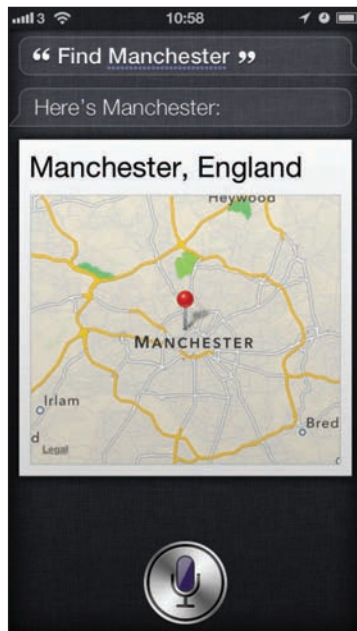 3 10:58
“ Find Manchester ”
Here's Manchester:
Manchester, England
Heywood
MANCHESTER
Irlam
Bred
d
Legal